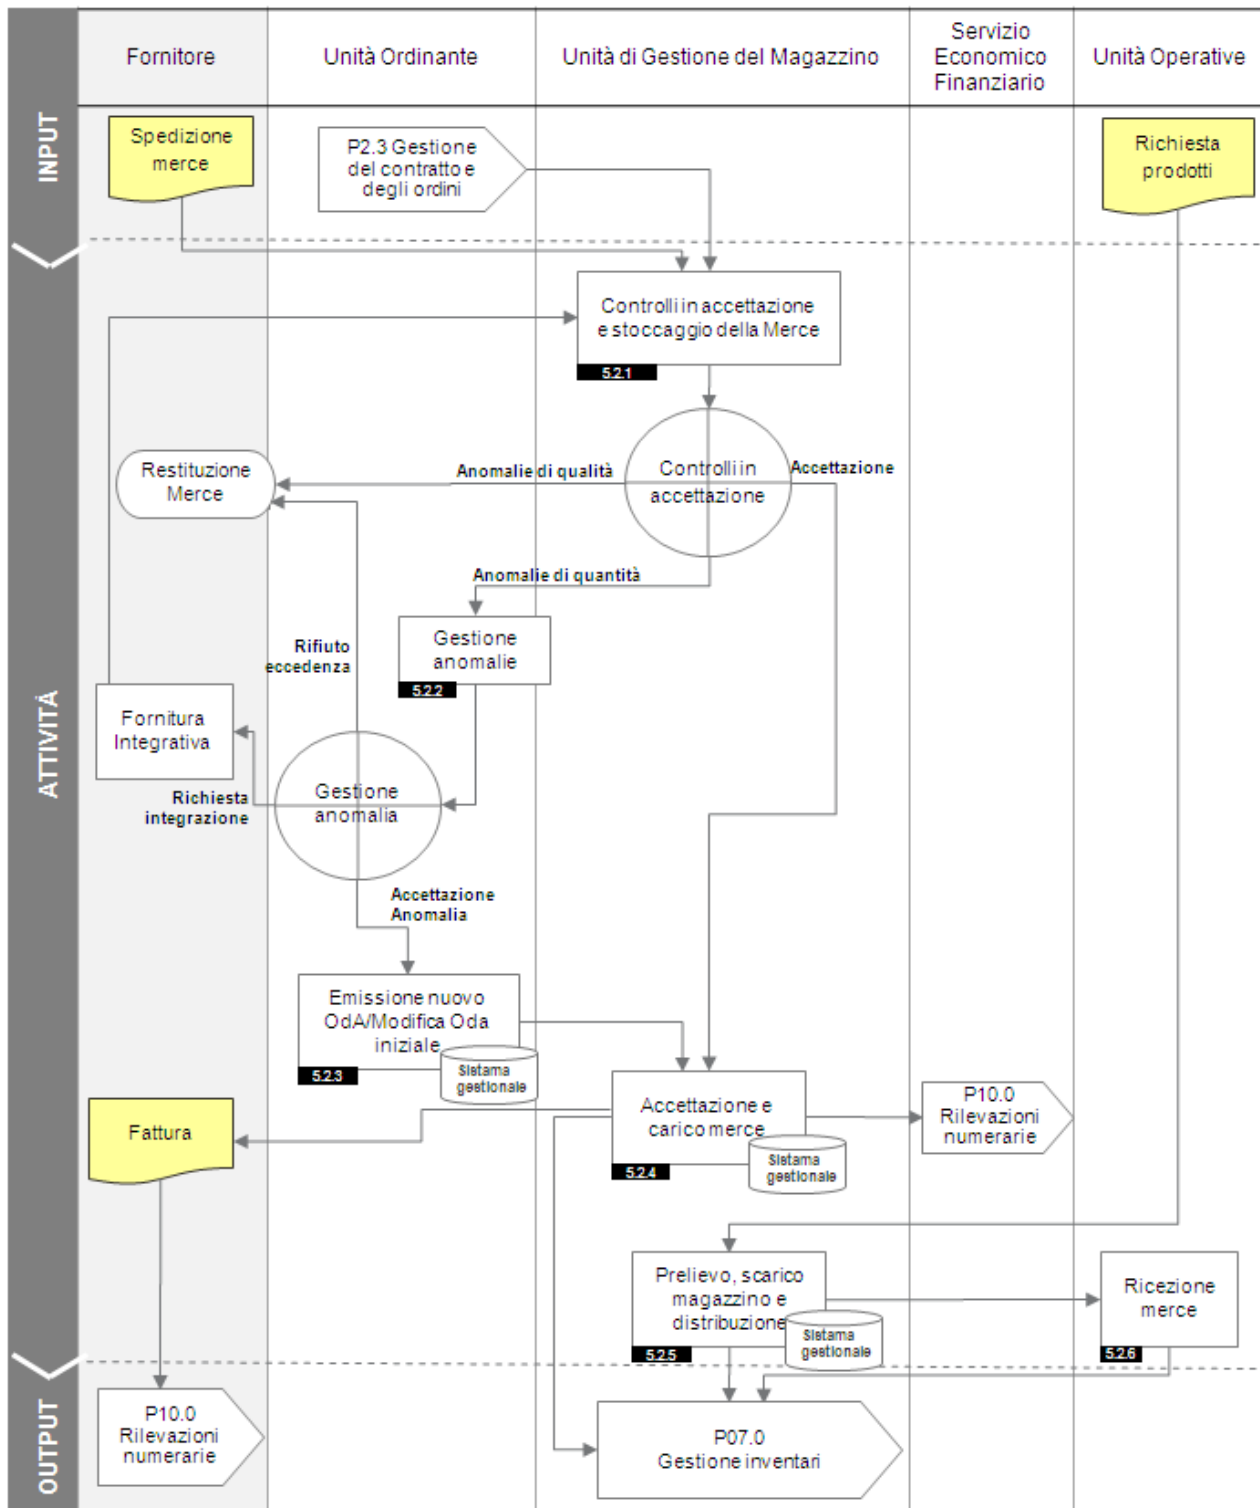 Fornitore
Unità Ordinante
Unità di Gestione del Magazzino
Servizio
Economico
Finanziario
Unità Operative
INPUT
Spedizione
merce
P2.3 Gestione
del contratto e
degli ordini
Richiesta
prodotti
ATTIVITÀ
Controlli in accettazione
e stoccaggio della Merce
5.2.1
Restituzione
Merce
Anomalie di qualità
Controlli in
accettazione
Accettazione
Anomalie di quantità
Gestione
anomalie
5.2.2
Rifiuto
eccedenza
Fornitura
Integrativa
Richiesta
integrazione
Gestione
anomalia
Accettazione
Anomalia
Emissione nuovo
OdA/Modifica Oda
iniziale
5.2.3
Sistama
gestionale
Fattura
Accettazione e
carico merce
5.2.4
Sistama
gestionale
P10.0
Rilevazioni
numerarie
Prelievo, scarico
magazzino e
distribuzione
5.2.5
Sistama
gestionale
Ricezione
merce
5.2.6
OUTPUT
P10.0
Rilevazioni
numerarie
P07.0
Gestione inventari